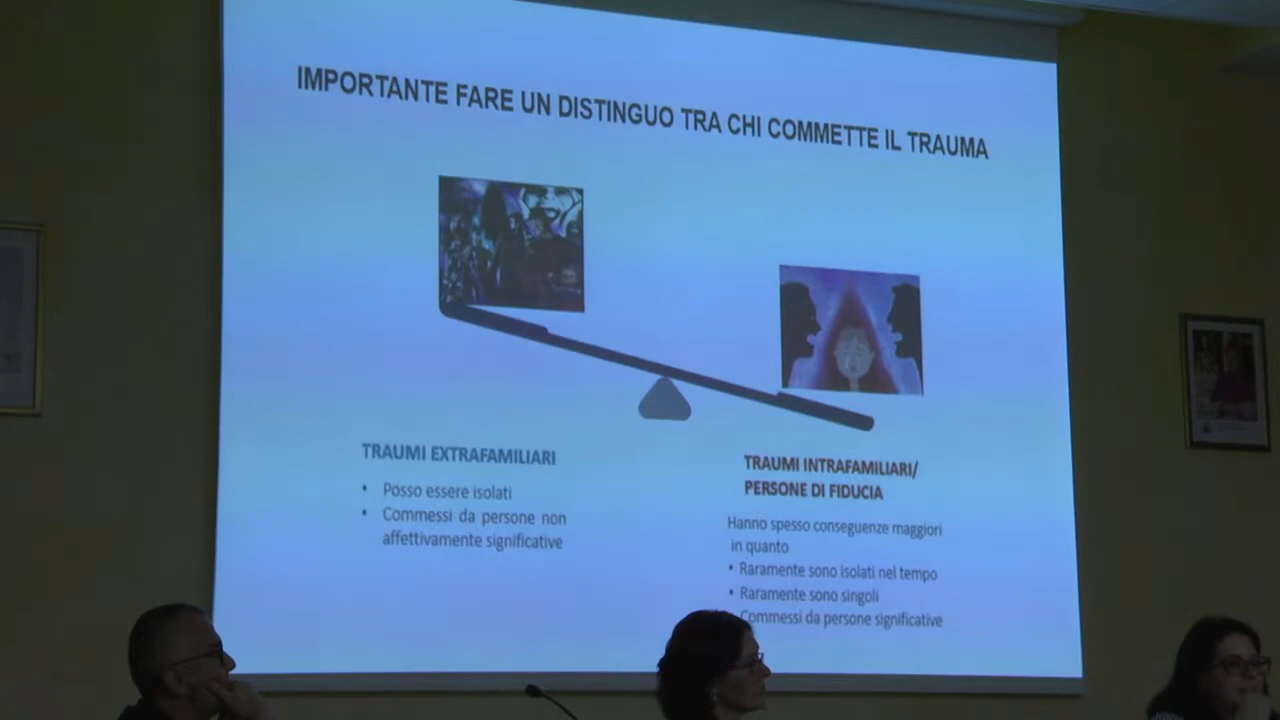 IMPORTANTE FARE UN DISTINGUO TRA CHI COMMETTE IL TRAUMA
TRAUMI EXTRAFAMILIARI
• Posso essere isolati
• Commessi da persone non
affettivamente significative
TRAUMI INTRAFAMILIARI/
PERSONE DI FIDUCIA
Hanno spesso conseguenze maggiori
in quanto
• Raramente sono isolati nel tempo
• Raramente sono singoli
• Commessi da persone significative